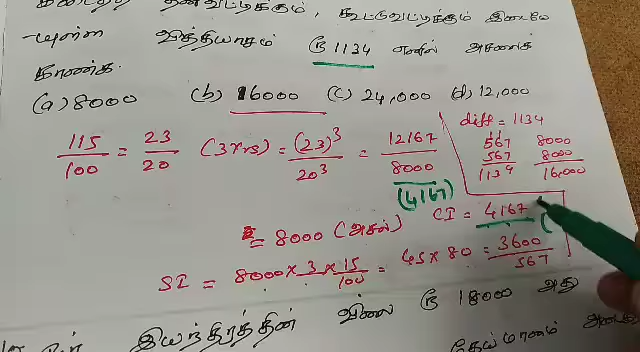 தனிவட்டிக்கும், கூட்டுவட்டிக்கும் இடையே
யுள்ள வித்தியாசம் ரூ 1134 எனில் அசலைக்
காண்க.
(a) 8000 (b) 16000 (c) 24,000 (d) 12,000
diff = 1134
567 8000
567 8000
1134 16,000
115/100 = 23/20 (3 yrs) = (23)³/20³ = 12167/8000
(4167)
= 8000 (அசல்) CI = 4167
SI = 8000 × 3 × 15/100 = 45 × 80 = 3600
567
இயந்திரத்தின் விலை ரூ 18000 அது
தேய்மானம்